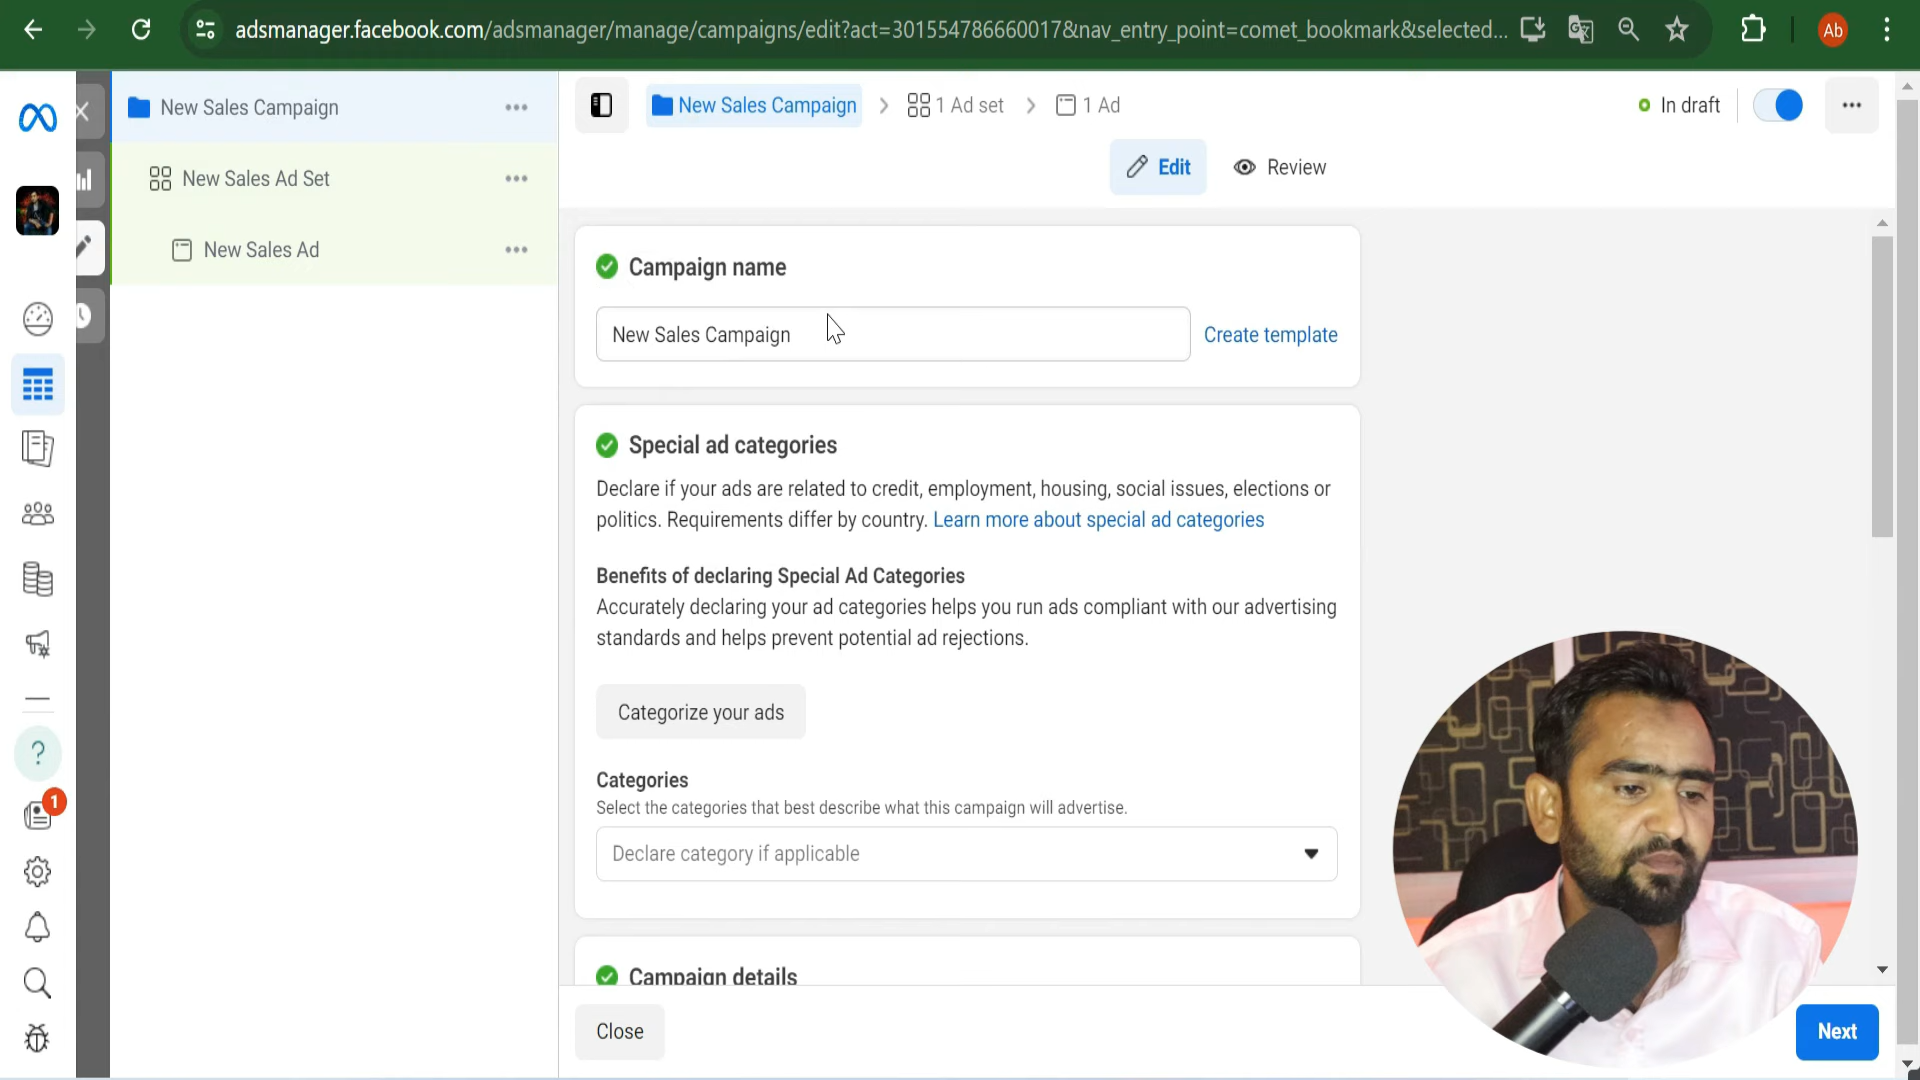 adsmanager.facebook.com/adsmanager/manage/campaigns/edit?act=301554786660017&nav_entry_point=comet_bookmark&selected...
Ab
New Sales Campaign
New Sales Ad Set
New Sales Ad
New Sales Campaign
1 Ad set
1 Ad
In draft
Edit
Review
Campaign name
New Sales Campaign
Create template
Special ad categories
Declare if your ads are related to credit, employment, housing, social issues, elections or
politics. Requirements differ by country. Learn more about special ad categories
Benefits of declaring Special Ad Categories
Accurately declaring your ad categories helps you run ads compliant with our advertising
standards and helps prevent potential ad rejections.
Categorize your ads
Categories
Select the categories that best describe what this campaign will advertise.
Declare category if applicable
1
Campaign details
Close
Next